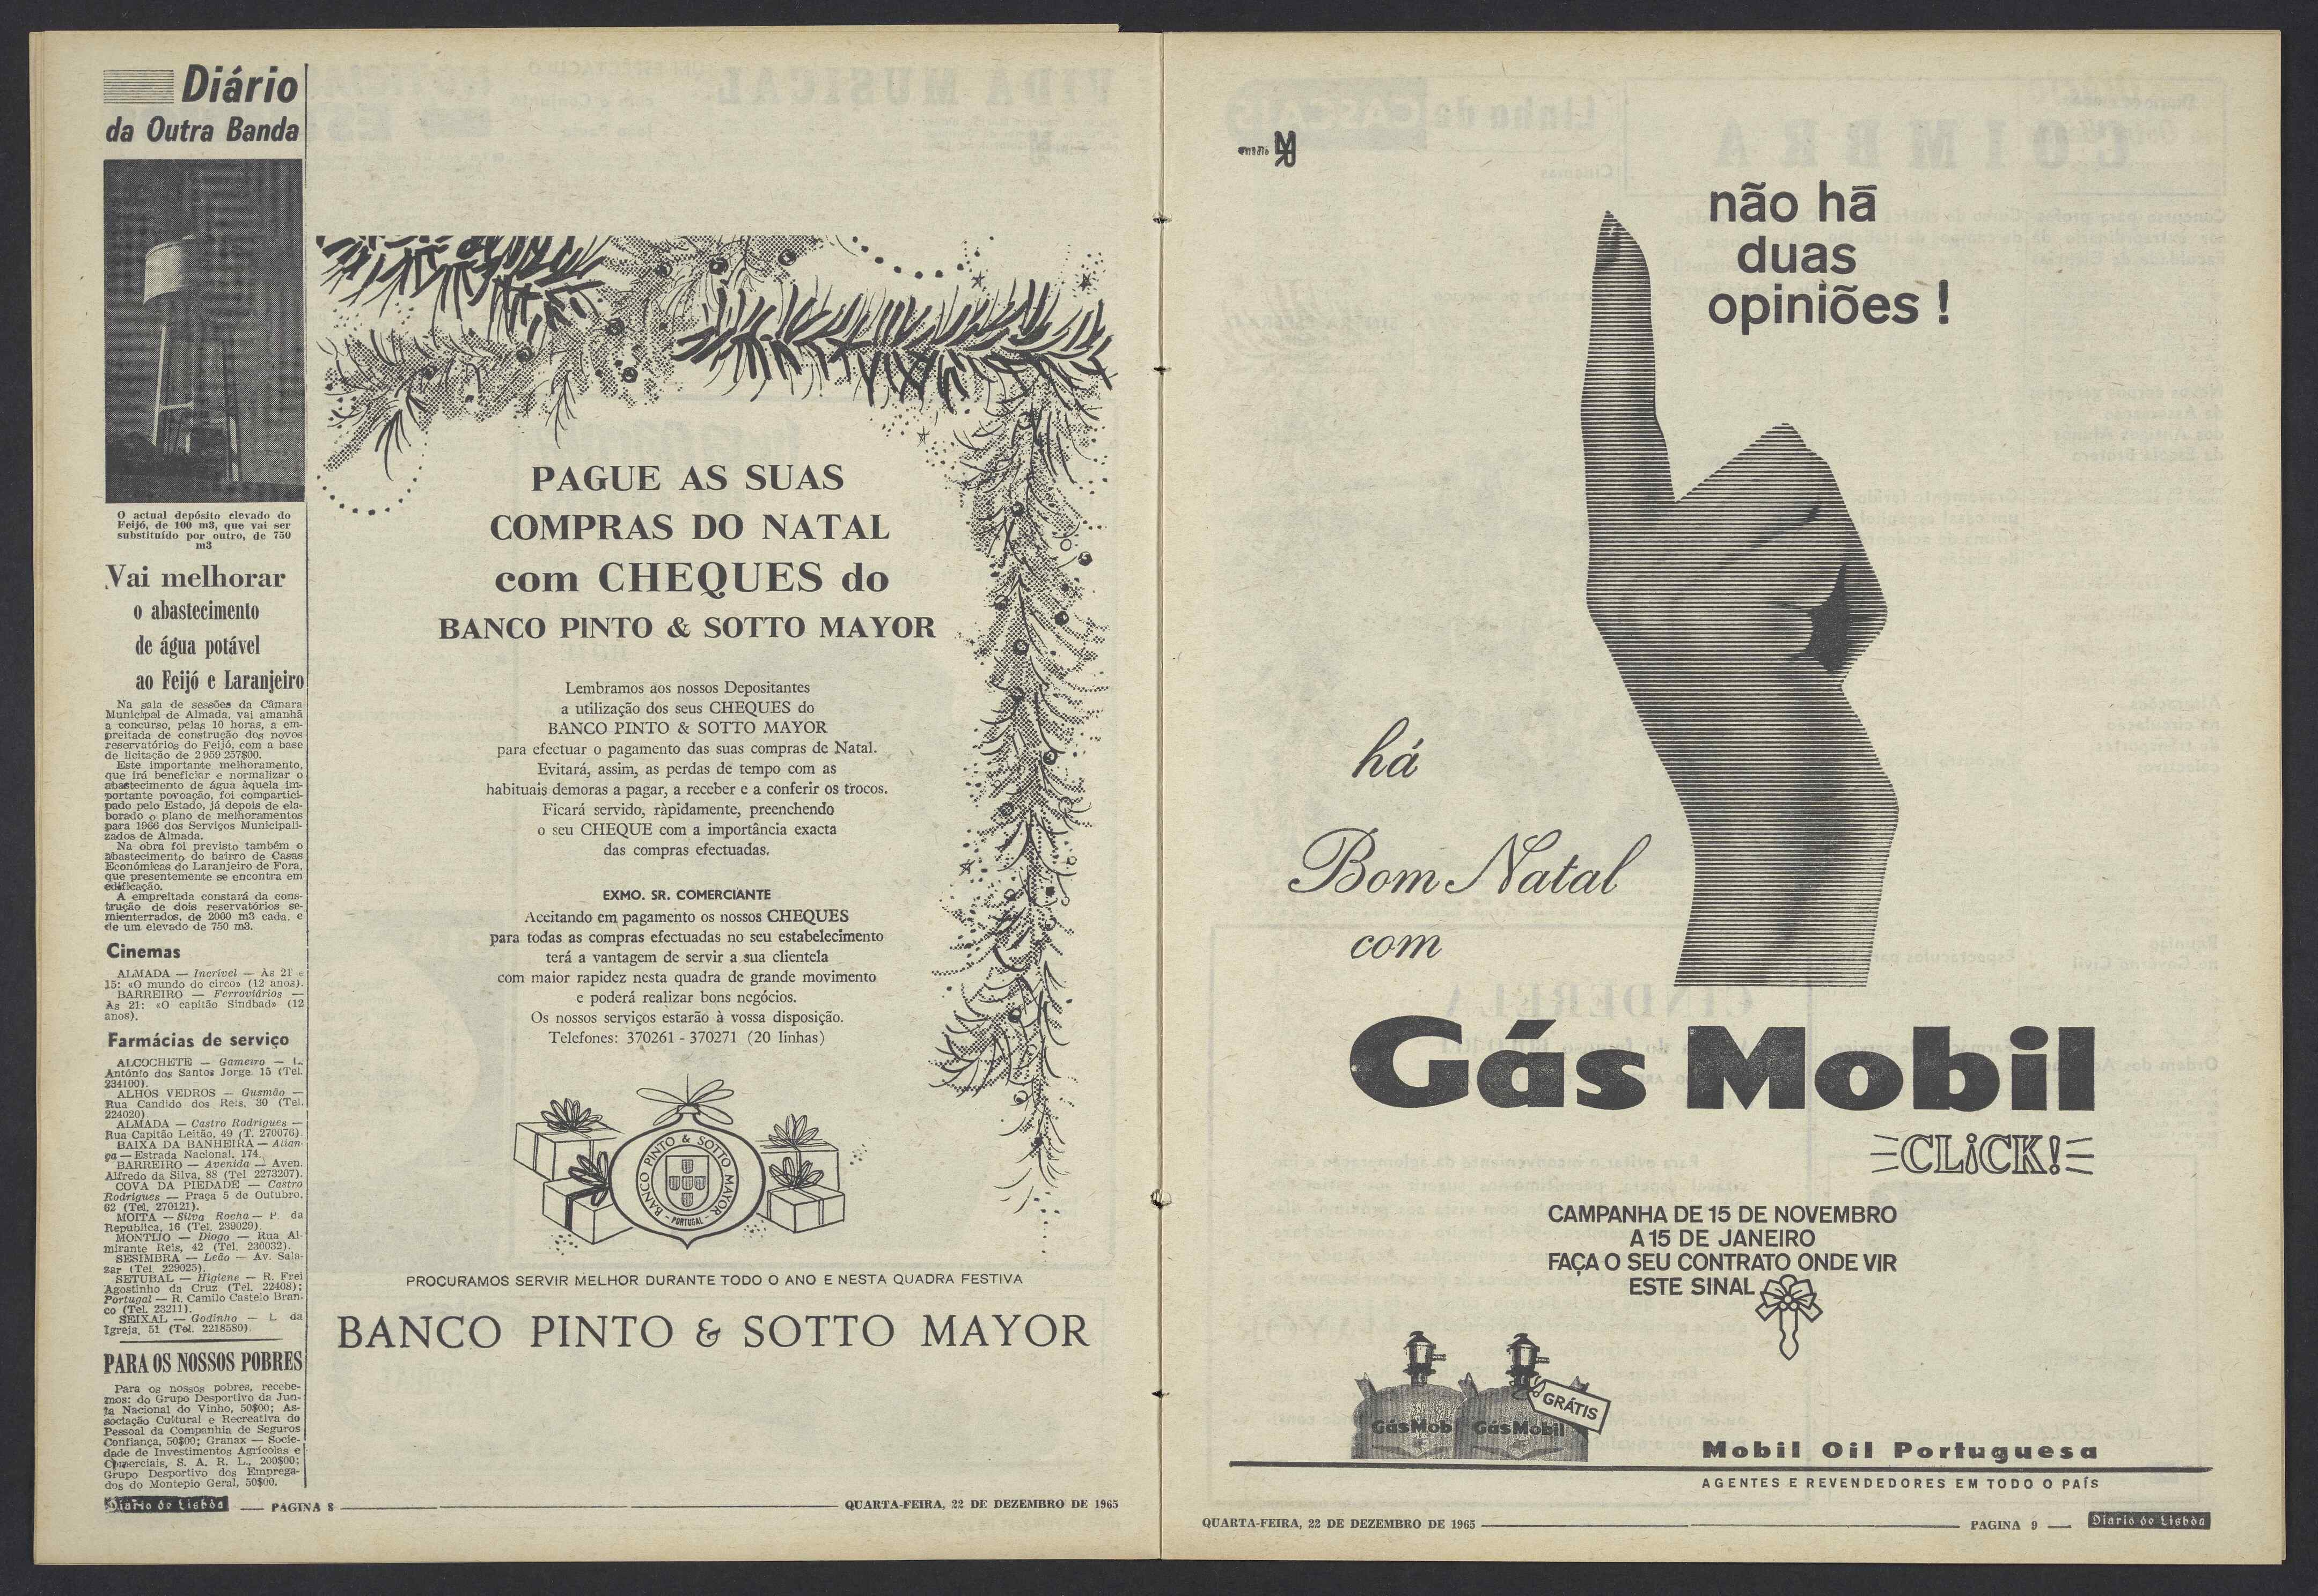 Diário
da Outra Banda
O actual depósito elevado do
Feijó, de 100 m3, que vai ser
substituído por outro, de 750
m3
Vai melhorar
o abastecimento
de água potável
ao Feijó e Laranjeiro
Na sala de sessões da Câmara
Municipal de Almada, vai amanhã
a concurso, pelas 10 horas, a em-
preitada de construção dos novos
reservatórios do Feijó, com a base
de licitação de 2 959 257$00.
Este importante melhoramento,
que irá beneficiar e normalizar o
abastecimento de água àquela im-
portante povoação, foi compartici-
pado pelo Estado, já depois de ela-
borado o plano de melhoramentos
para 1966 dos Serviços Municipali-
zados de Almada.
Na obra foi previsto também o
abastecimento do bairro de Casas
Económicas do Laranjeiro de Fora,
que presentemente se encontra em
edificação.
A empreitada constará da cons-
trução de dois reservatórios se-
mienterrados, de 2000 m3 cada, e
de um elevado de 750 m3.
Cinemas
ALMADA — Incrível — Às 21 e
15: «O mundo do circo» (12 anos).
BARREIRO — Ferroviários —
Às 21: «O capitão Sindbad» (12
anos).
Farmácias de serviço
ALCOCHETE — Gameiro — L.
António dos Santos Jorge, 15 (Tel.
234100).
ALHOS VEDROS — Gusmão —
Rua Candido dos Reis, 30 (Tel.
224020)
ALMADA — Castro Rodrigues —
Rua Capitão Leitão, 49 (T. 270076).
BAIXA DA BANHEIRA — Alian-
ça — Estrada Nacional, 174.
BARREIRO — Avenida — Aven.
Alfredo da Silva, 88 (Tel 2273207).
COVA DA PIEDADE — Castro
Rodrigues — Praça 5 de Outubro,
62 (Tel. 270121).
MOITA — Silva Rocha — P. da
Republica, 16 (Tel. 239029).
MONTIJO — Diogo — Rua Al-
mirante Reis, 42 (Tel. 230032).
SESIMBRA — Leão — Av. Sala-
zar (Tel. 229025).
SETUBAL — Higiene — R. Frei
Agostinho da Cruz (Tel. 22408);
Portugal — R. Camilo Castelo Bran-
co (Tel. 23211).
SEIXAL — Godinho — L. da
Igreja, 51 (Tel. 2218580).
PARA OS NOSSOS POBRES
Para os nossos pobres, recebe-
mos: do Grupo Desportivo da Jun-
ta Nacional do Vinho, 50$00; As-
sociação Cultural e Recreativa do
Pessoal da Companhia de Seguros
Confiança, 50$00; Granax — Socie-
dade de Investimentos Agrícolas e
Comerciais, S. A. R. L., 200$00;
Grupo Desportivo dos Emprega-
dos do Montepio Geral, 50$00.
PAGUE AS SUAS
COMPRAS DO NATAL
com CHEQUES do
BANCO PINTO & SOTTO MAYOR
Lembramos aos nossos Depositantes
a utilização dos seus CHEQUES do
BANCO PINTO & SOTTO MAYOR
para efectuar o pagamento das suas compras de Natal.
Evitará, assim, as perdas de tempo com as
habituais demoras a pagar, a receber e a conferir os trocos.
Ficará servido, ràpidamente, preenchendo
o seu CHEQUE com a importância exacta
das compras efectuadas.
EXMO. SR. COMERCIANTE
Aceitando em pagamento os nossos CHEQUES
para todas as compras efectuadas no seu estabelecimento
terá a vantagem de servir a sua clientela
com maior rapidez nesta quadra de grande movimento
e poderá realizar bons negócios.
Os nossos serviços estarão à vossa disposição.
Telefones: 370261 - 370271 (20 linhas)
BANCO PINTO & SOTTO MAYOR
- PORTUGAL -
PROCURAMOS SERVIR MELHOR DURANTE TODO O ANO E NESTA QUADRA FESTIVA
BANCO PINTO & SOTTO MAYOR
Diário de Lisboa — PAGINA 8 — QUARTA-FEIRA, 22 DE DEZEMBRO DE 1965
não há
duas
opiniões !
há
Bom Natal
com
Gás Mobil
CLiCK!
CAMPANHA DE 15 DE NOVEMBRO
A 15 DE JANEIRO
FAÇA O SEU CONTRATO ONDE VIR
ESTE SINAL
GRÁTIS
GásMob GásMobil
Mobil Oil Portuguesa
AGENTES E REVENDEDORES EM TODO O PAÍS
QUARTA-FEIRA, 22 DE DEZEMBRO DE 1965 — PAGINA 9 — Diário de Lisboa